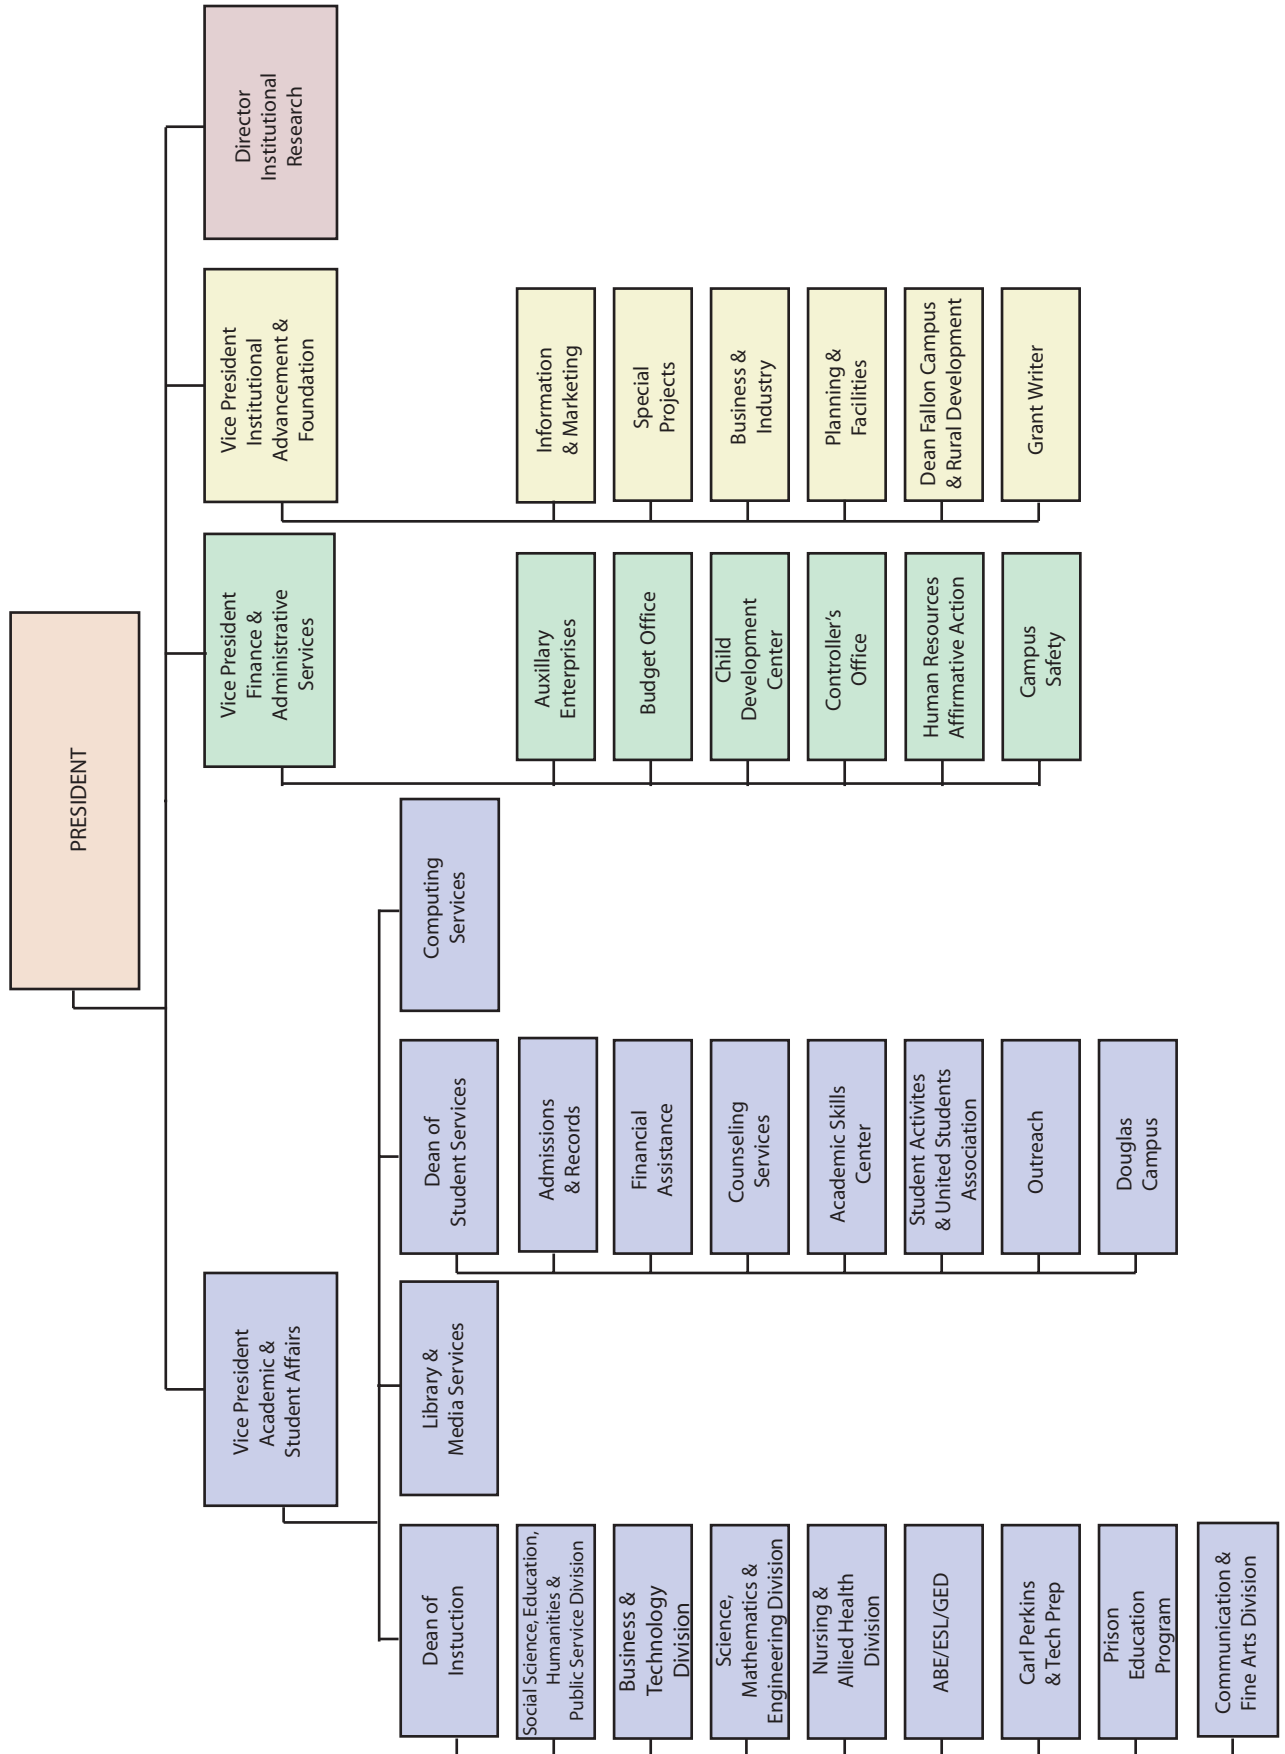 PRESIDENT
Vice President
Academic &
Student Affairs
Vice President
Finance &
Administrative
Services
Vice President
Institutional
Advancement &
Foundation
Director
Institutional
Research
Dean of
Instuction
Library &
Media Services
Dean of
Student Services
Computing
Services
Social Science, Education,
Humanities &
Public Service Division
Business &
Technology
Division
Science,
Mathematics &
Engineering Division
Nursing &
Allied Health
Division
ABE/ESL/GED
Carl Perkins
& Tech Prep
Prison
Education
Program
Communication &
Fine Arts Division
Admissions
& Records
Financial
Assistance
Counseling
Services
Academic Skills
Center
Student Activites
& United Students
Association
Outreach
Douglas
Campus
Auxillary
Enterprises
Budget Office
Child
Development
Center
Controller's
Office
Human Resources
Affirmative Action
Campus
Safety
Information
& Marketing
Special
Projects
Business &
Industry
Planning &
Facilities
Dean Fallon Campus
& Rural Development
Grant Writer